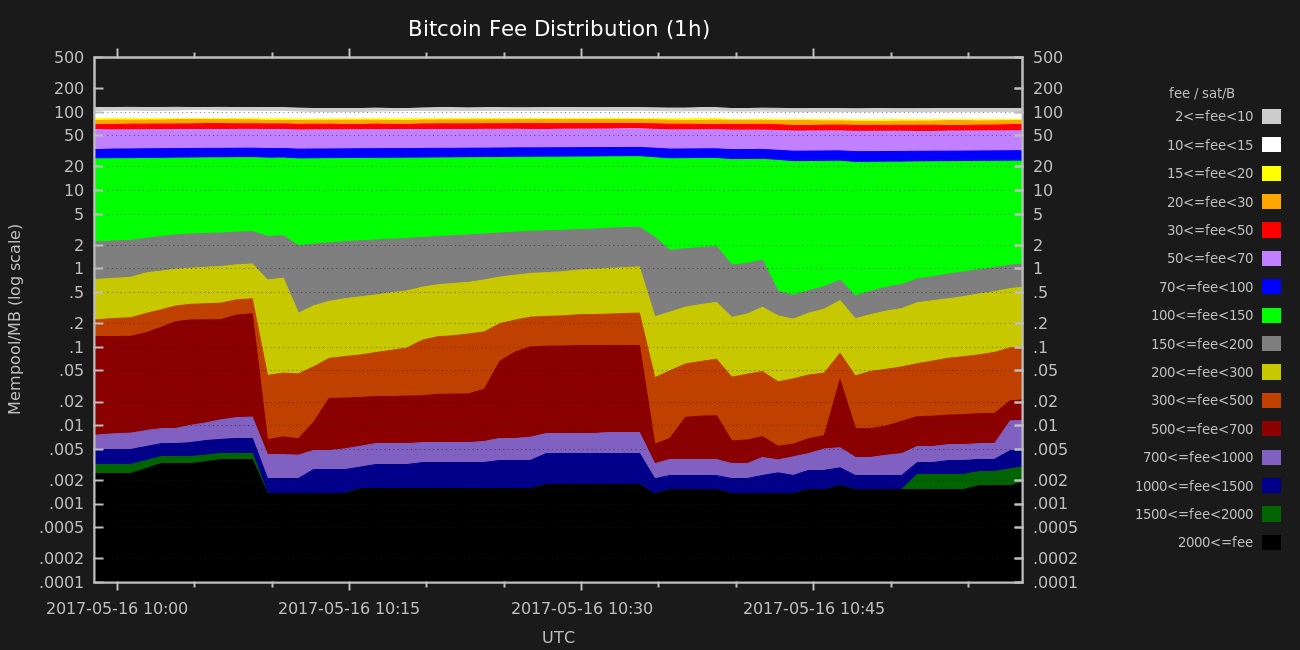 Bitcoin Fee Distribution (1h)
500 500
200 200
100 100
50 50
20 20
10 10
5 5
2 2
1 1
.5 .5
.2 .2
.1 .1
.05 .05
.02 .02
.01 .01
.005 .005
.002 .002
.001 .001
.0005 .0005
.0002 .0002
.0001 .0001
Mempool/MB (log scale)
2017-05-16 10:00 2017-05-16 10:15 2017-05-16 10:30 2017-05-16 10:45
UTC
fee / sat/B
2<=fee<10
10<=fee<15
15<=fee<20
20<=fee<30
30<=fee<50
50<=fee<70
70<=fee<100
100<=fee<150
150<=fee<200
200<=fee<300
300<=fee<500
500<=fee<700
700<=fee<1000
1000<=fee<1500
1500<=fee<2000
2000<=fee